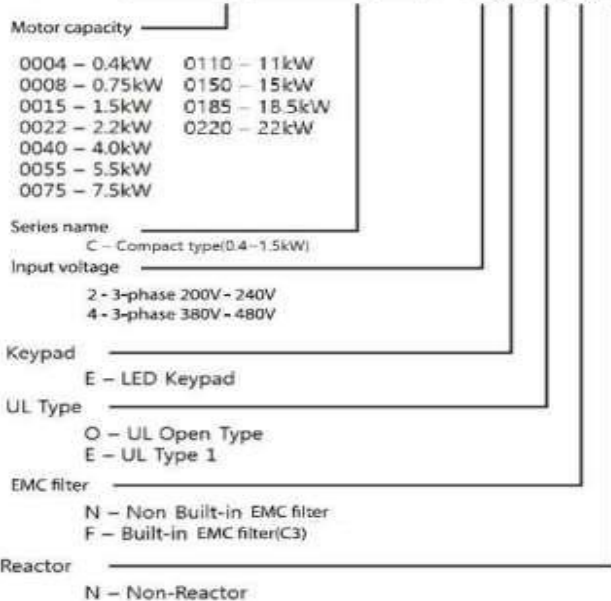 Motor capacity
0004 – 0.4kW 0110 – 11kW
0008 – 0.75kW 0150 – 15kW
0015 – 1.5kW 0185 – 18.5kW
0022 – 2.2kW 0220 – 22kW
0040 – 4.0kW
0055 – 5.5kW
0075 – 7.5kW
Series name
C – Compact type(0.4~1.5kW)
Input voltage
2 - 3-phase 200V - 240V
4 - 3-phase 380V - 480V
Keypad
E – LED Keypad
UL Type
O – UL Open Type
E – UL Type 1
EMC filter
N – Non Built-in EMC filter
F – Built-in EMC filter(C3)
Reactor
N – Non-Reactor